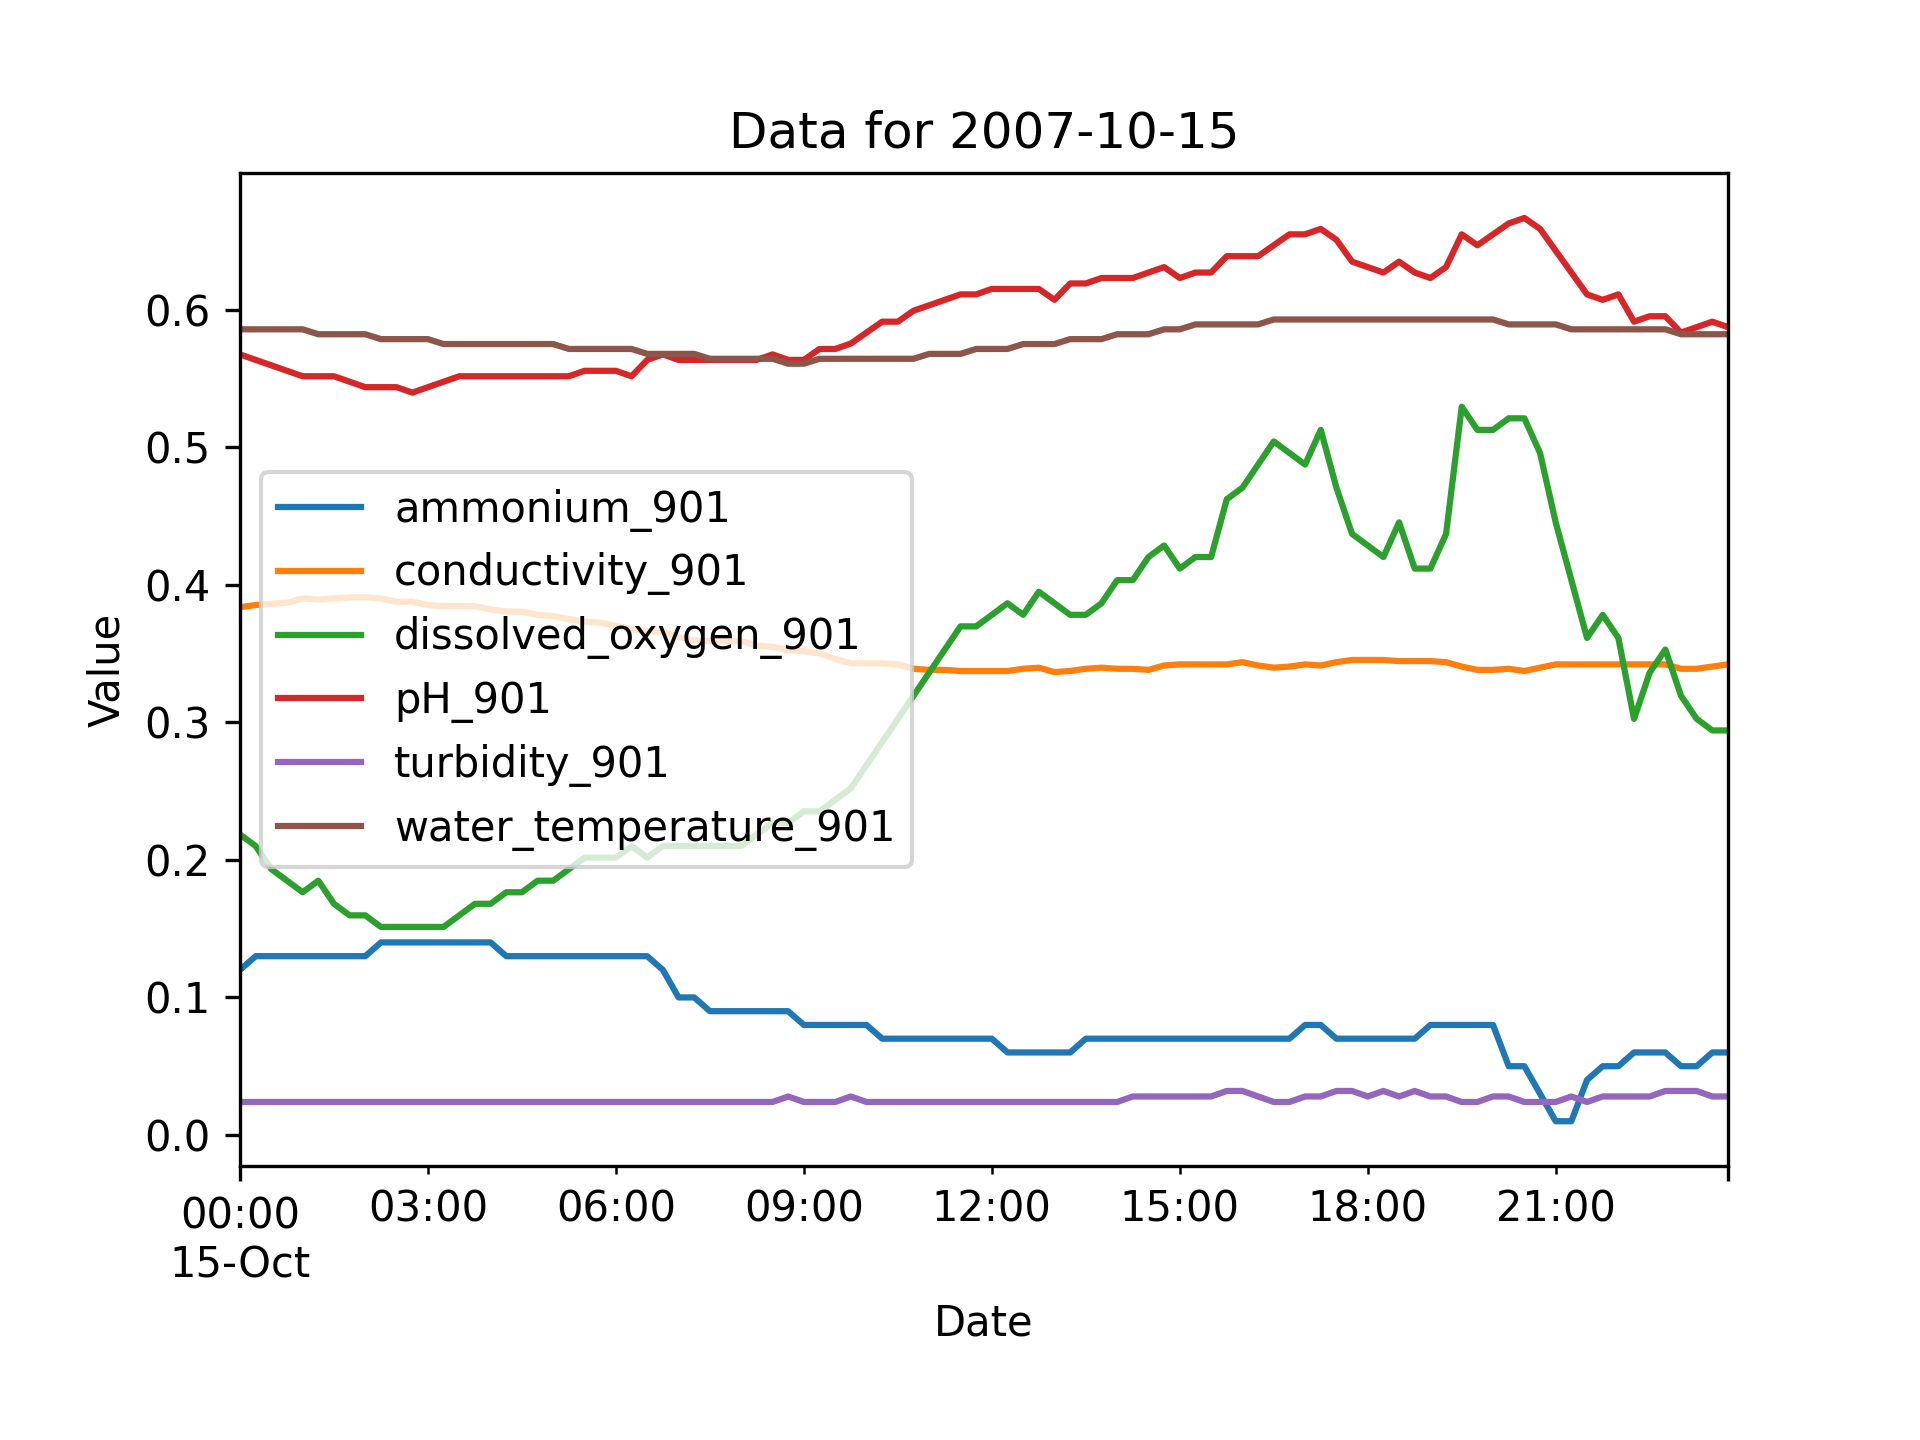 Data for 2007-10-15
Value
0.6
0.5
0.4
0.3
0.2
0.1
0.0
ammonium_901
conductivity_901
dissolved_oxygen_901
pH_901
turbidity_901
water_temperature_901
00:00 03:00 06:00 09:00 12:00 15:00 18:00 21:00
15-Oct
Date